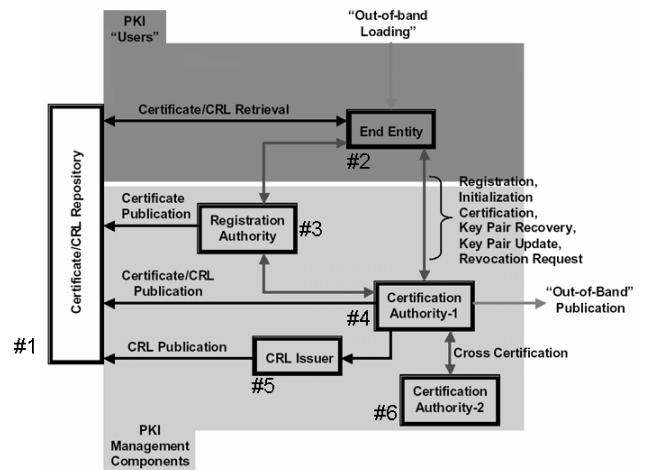 PKI
“Users”
“Out-of-band
Loading”
Certificate/CRL Retrieval
End Entity
#2
Certificate/CRL Repository
#1
Registration,
Initialization
Certification,
Key Pair Recovery,
Key Pair Update,
Revocation Request
Certificate
Publication
Registration
Authority
#3
Certificate/CRL
Publication
Certification
Authority-1
#4
“Out-of-Band”
Publication
CRL Publication
CRL Issuer
#5
Cross Certification
Certification
Authority-2
#6
PKI
Management
Components